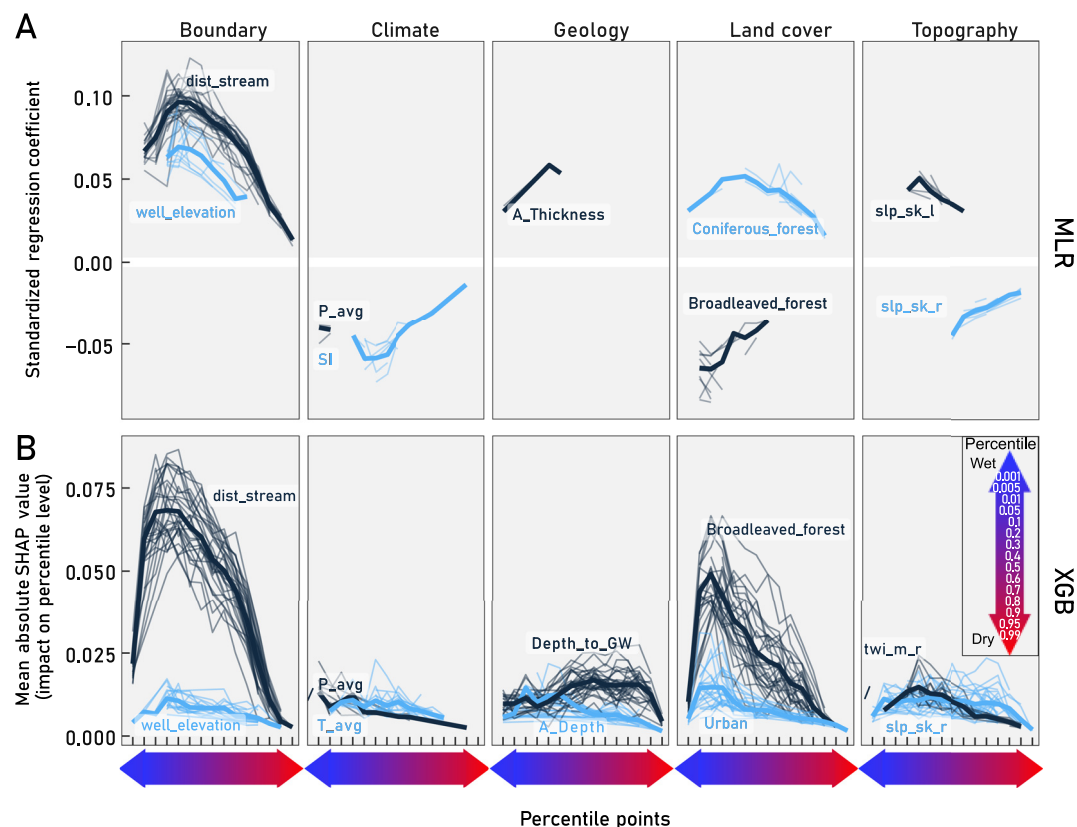 A
Boundary
Climate
Geology
Land cover
Topography
Standardized regression coefficient
0.10
0.05
0.00
−0.05
dist_stream
well_elevation
P_avg
SI
A_Thickness
Coniferous_forest
Broadleaved_forest
slp_sk_l
slp_sk_r
MLR
B
Mean absolute SHAP value
(impact on percentile level)
0.075
0.050
0.025
0.000
dist_stream
well_elevation
P_avg
T_avg
Depth_to_GW
A_Depth
Broadleaved_forest
Urban
twi_m_r
slp_sk_r
Percentile
Wet
0.001
0.005
0.01
0.05
0.1
0.2
0.3
0.4
0.5
0.6
0.7
0.8
0.9
0.95
0.99
Dry
XGB
Percentile points